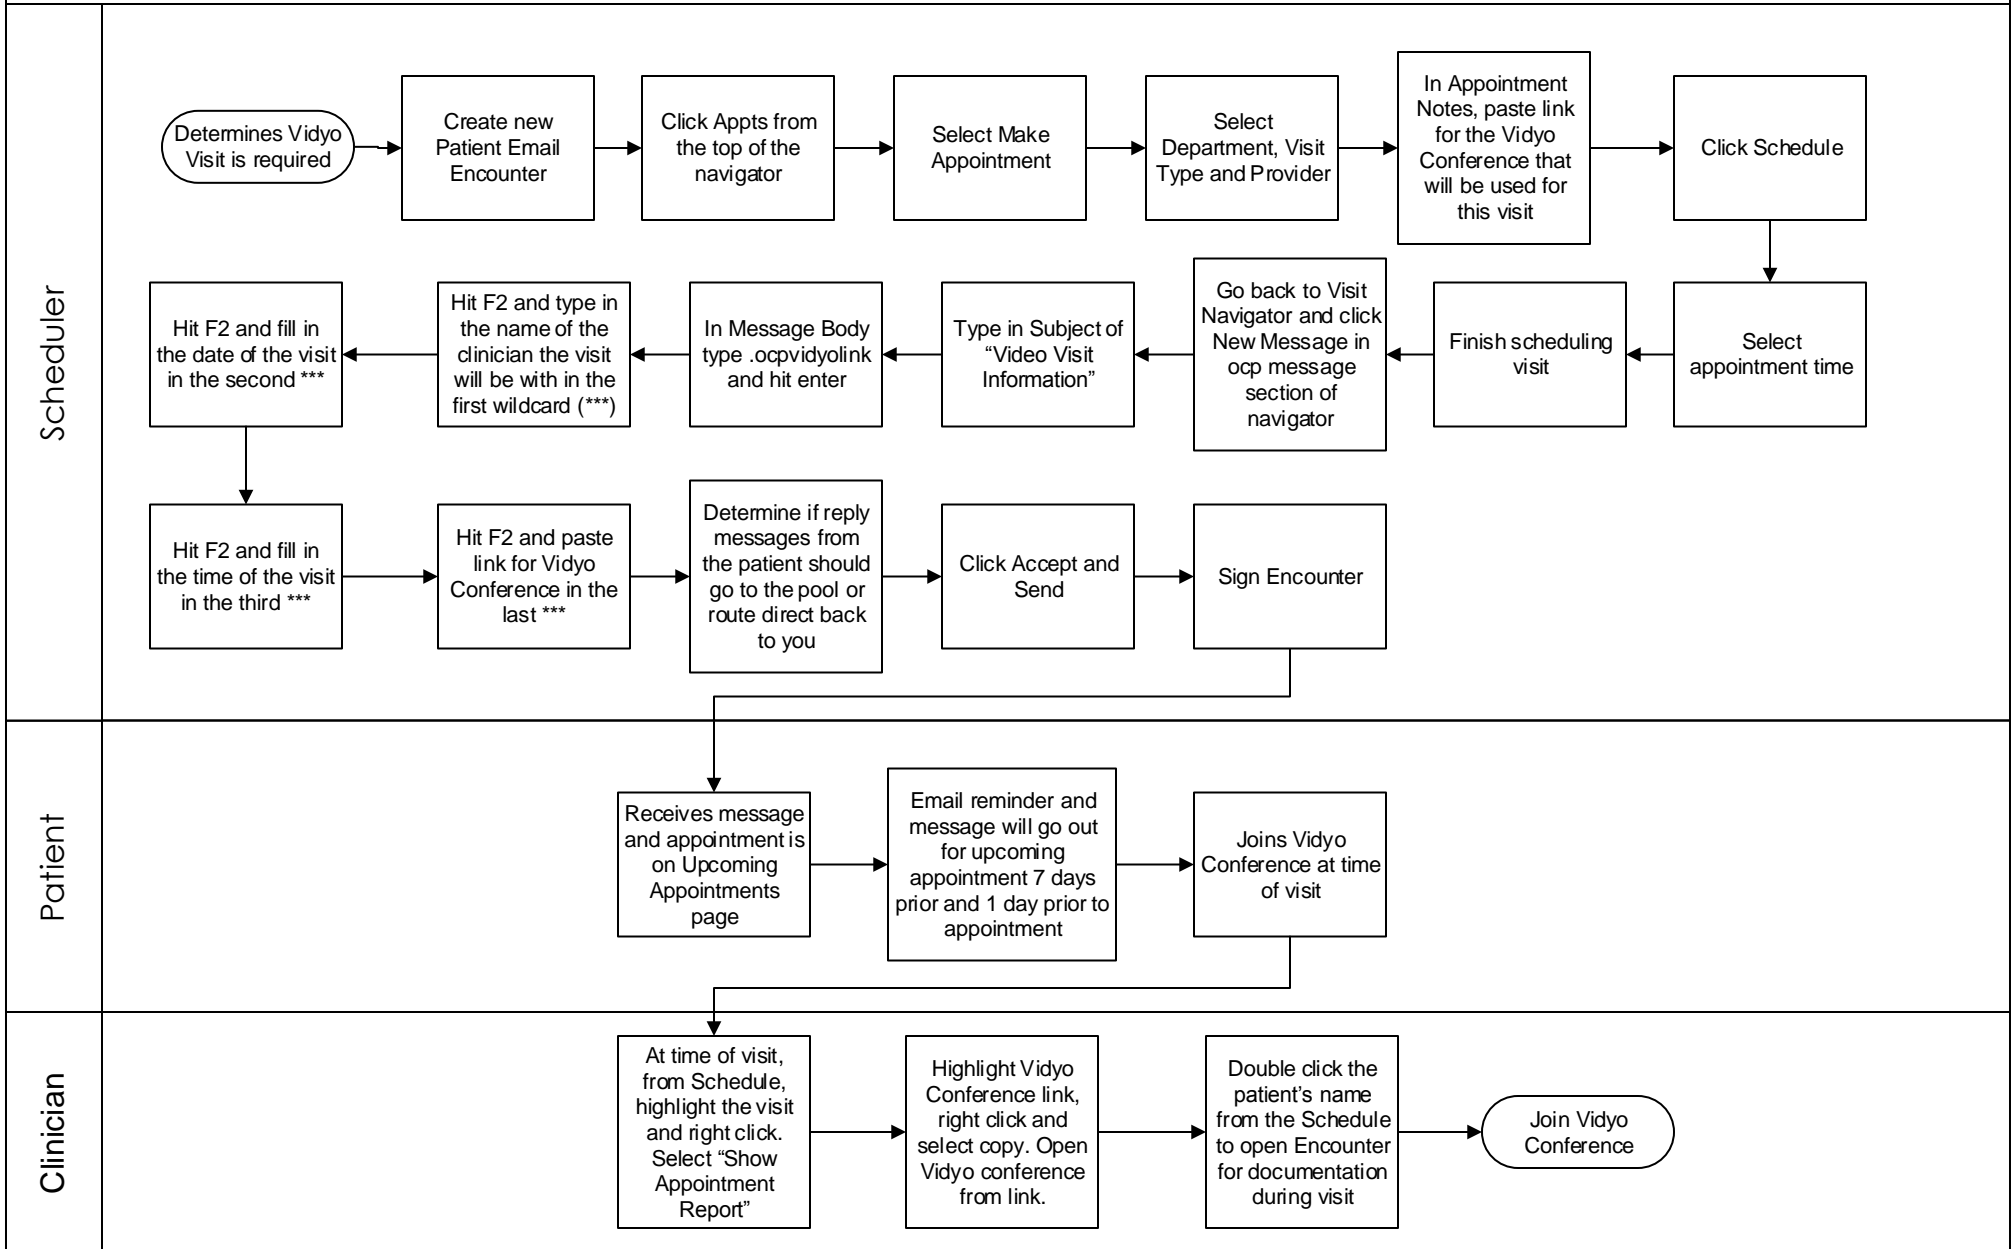 Scheduler
Determines Vidyo
Visit is required
Create new
Patient Email
Encounter
Click Appts from
the top of the
navigator
Select Make
Appointment
Select
Department, Visit
Type and Provider
In Appointment
Notes, paste link
for the Vidyo
Conference that
will be used for
this visit
Click Schedule
Select
appointment time
Finish scheduling
visit
Go back to Visit
Navigator and click
New Message in
ocp message
section of
navigator
Type in Subject of
“Video Visit
Information”
In Message Body
type .ocpvidyolink
and hit enter
Hit F2 and type in
the name of the
clinician the visit
will be with in the
first wildcard (***)
Hit F2 and fill in
the date of the visit
in the second ***
Hit F2 and fill in
the time of the visit
in the third ***
Hit F2 and paste
link for Vidyo
Conference in the
last ***
Determine if reply
messages from
the patient should
go to the pool or
route direct back
to you
Click Accept and
Send
Sign Encounter
Patient
Receives message
and appointment is
on Upcoming
Appointments
page
Email reminder and
message will go out
for upcoming
appointment 7 days
prior and 1 day prior to
appointment
Joins Vidyo
Conference at time
of visit
Clinician
At time of visit,
from Schedule,
highlight the visit
and right click.
Select “Show
Appointment
Report”
Highlight Vidyo
Conference link,
right click and
select copy. Open
Vidyo conference
from link.
Double click the
patient’s name
from the Schedule
to open Encounter
for documentation
during visit
Join Vidyo
Conference